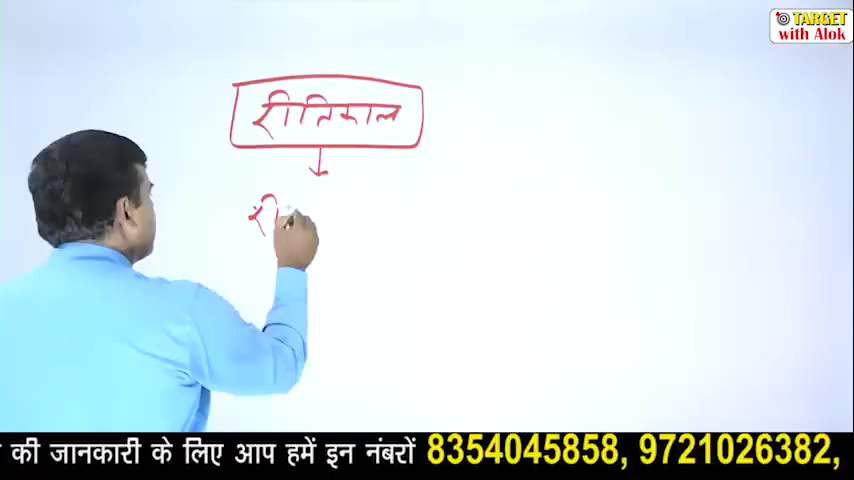 TARGET
with Alok
रीतिकाल
री
की जानकारी के लिए आप हमें इन नंबरों 8354045858, 9721026382,